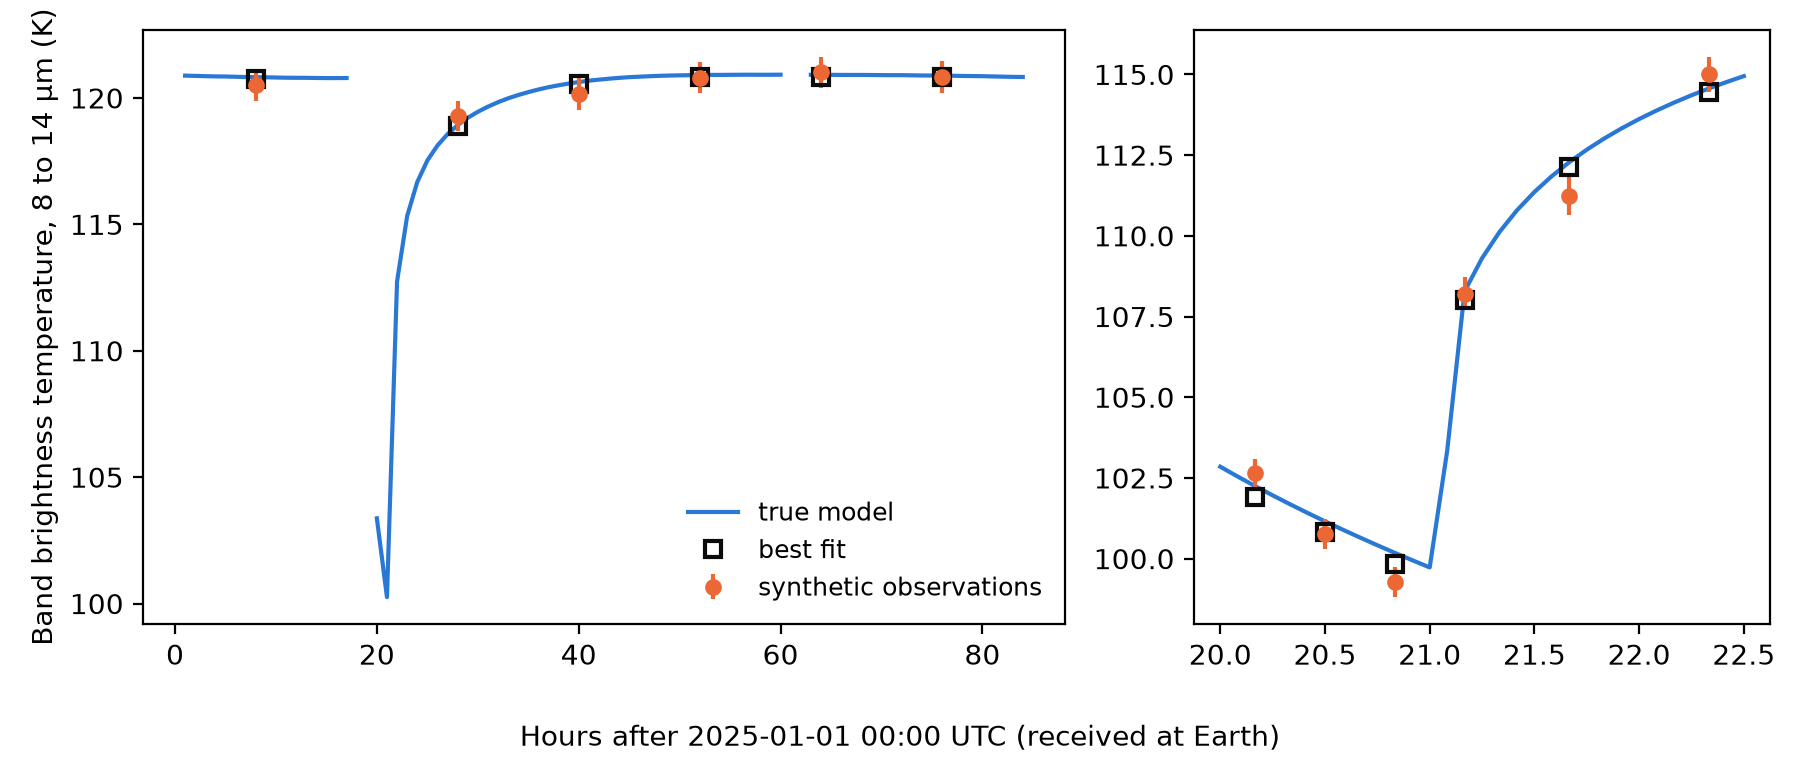 Band brightness temperature, 8 to 14 µm (K)
120
115
110
105
100
0 20 40 60 80
true model
best fit
synthetic observations
115.0
112.5
110.0
107.5
105.0
102.5
100.0
20.0 20.5 21.0 21.5 22.0 22.5
Hours after 2025-01-01 00:00 UTC (received at Earth)